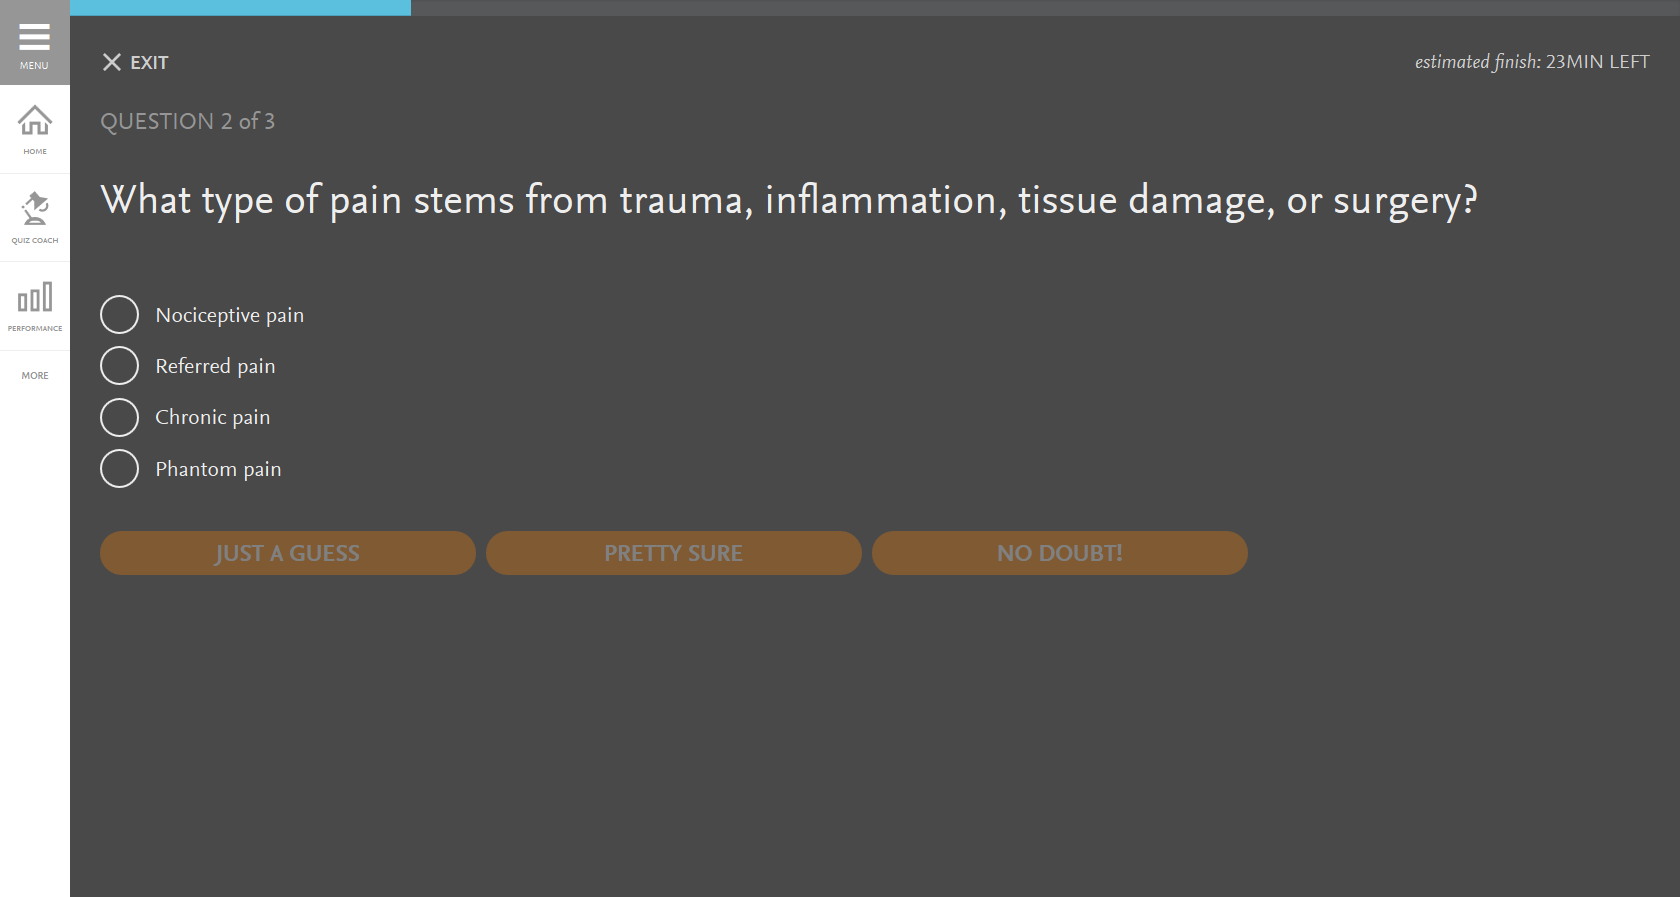 MENU
HOME
QUIZ COACH
PERFORMANCE
MORE
EXIT
estimated finish: 23MIN LEFT
QUESTION 2 of 3
What type of pain stems from trauma, inflammation, tissue damage, or surgery?
Nociceptive pain
Referred pain
Chronic pain
Phantom pain
JUST A GUESS
PRETTY SURE
NO DOUBT!